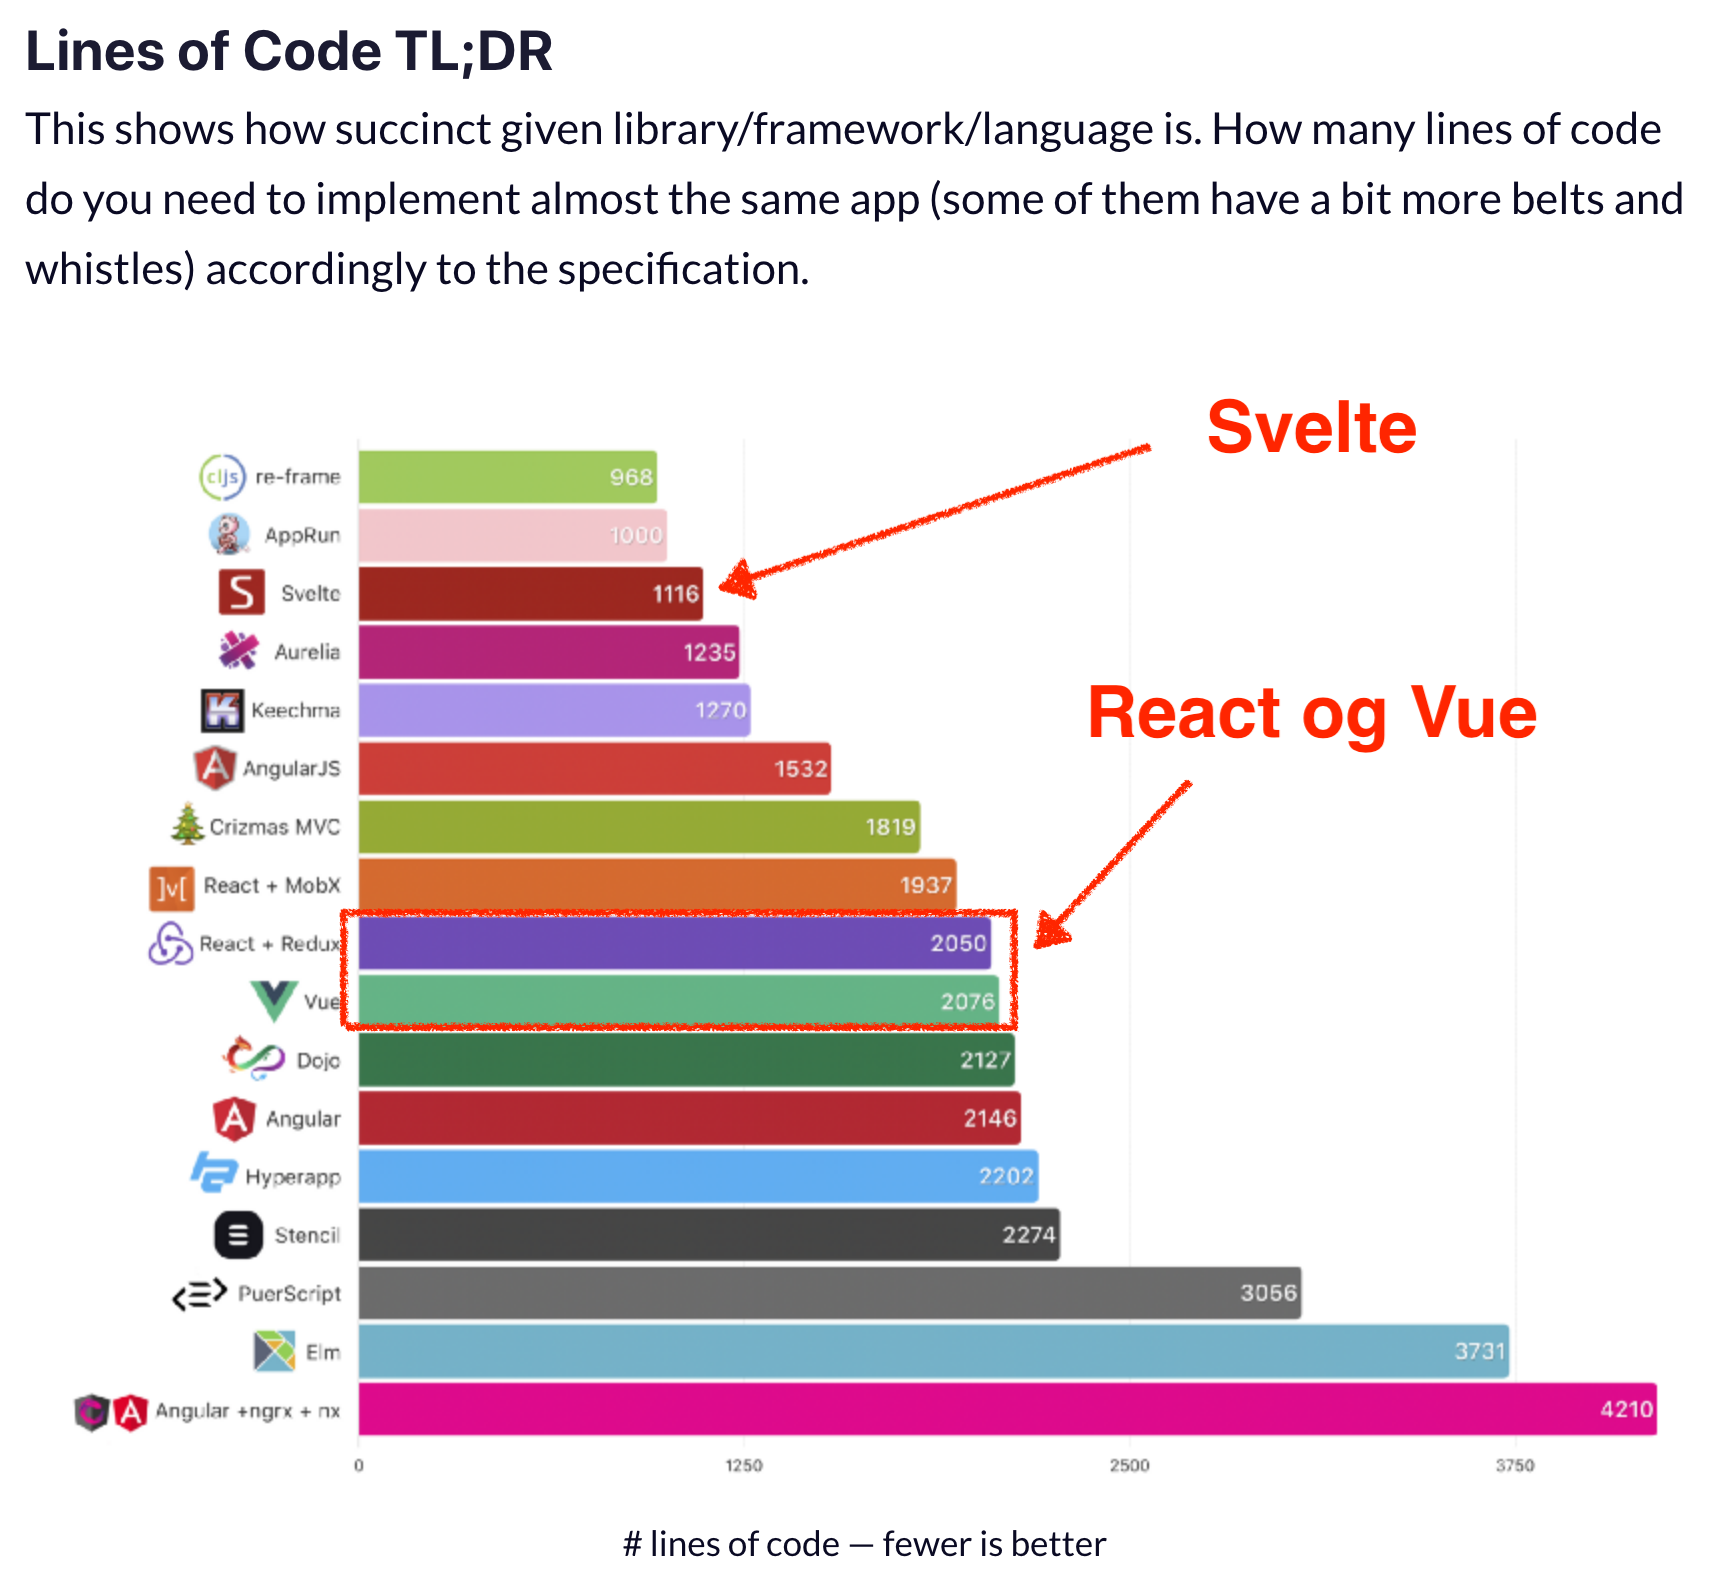 Lines of Code TL;DR
This shows how succinct given library/framework/language is. How many lines of code
do you need to implement almost the same app (some of them have a bit more belts and
whistles) accordingly to the specification.
Svelte
cljs re-frame 968
AppRun 1000
S Svelte 1116
Aurelia 1235
K Keechma 1270
React og Vue
A AngularJS 1532
Crizmas MVC 1819
]v[ React + MobX 1937
React + Redux 2050
Vue 2076
Dojo 2127
A Angular 2146
Hyperapp 2202
Stencil 2274
PuerScript 3056
Elm 3731
C A Angular +ngrx + nx 4210
0 1250 2500 3750
# lines of code — fewer is better